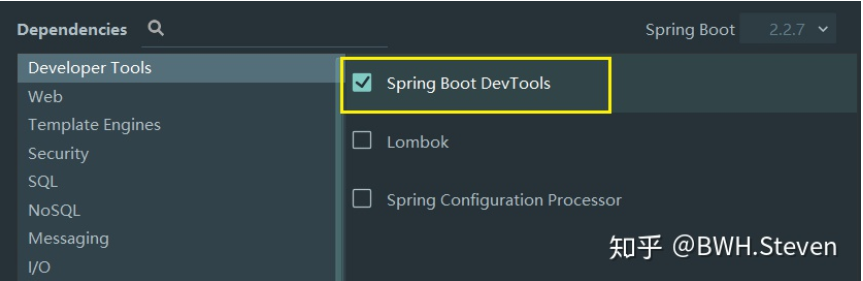 Dependencies
Spring Boot 2.2.7
Developer Tools
Web
Template Engines
Security
SQL
NoSQL
Messaging
I/O
Spring Boot DevTools
Lombok
Spring Configuration Processor
知乎 @BWH.Steven